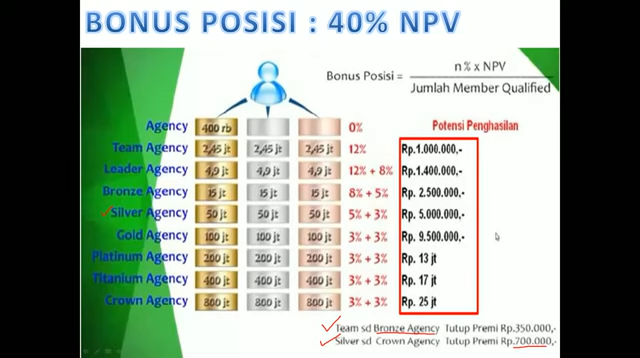 BONUS POSISI : 40% NPV
Bonus Posisi = n% x NPV
Jumlah Member Qualified
Potensi Penghasilan
Agency 400 rb 0%
Team Agency 2,45 jt 2,45 jt 2,45 jt 12% Rp.1.000.000,-
Leader Agency 4,9 jt 4,9 jt 4,9 jt 12% + 8% Rp.1.400.000,-
Bronze Agency 15 jt 15 jt 15 jt 8% + 5% Rp. 2.500.000,-
Silver Agency 50 jt 50 jt 50 jt 5% + 3% Rp. 5.000.000,-
Gold Agency 100 jt 100 jt 100 jt 3% + 3% Rp. 9.500.000,-
Platinum Agency 200 jt 200 jt 200 jt 3% + 3% Rp. 13 jt
Titanium Agency 400 jt 400 jt 400 jt 3% + 3% Rp. 17 jt
Crown Agency 800 jt 800 jt 800 jt 3% + 3% Rp. 25 jt
Team sd Bronze Agency Tutup Premi Rp.350.000,-
Silver sd Crown Agency Tutup Premi Rp.700.000,-